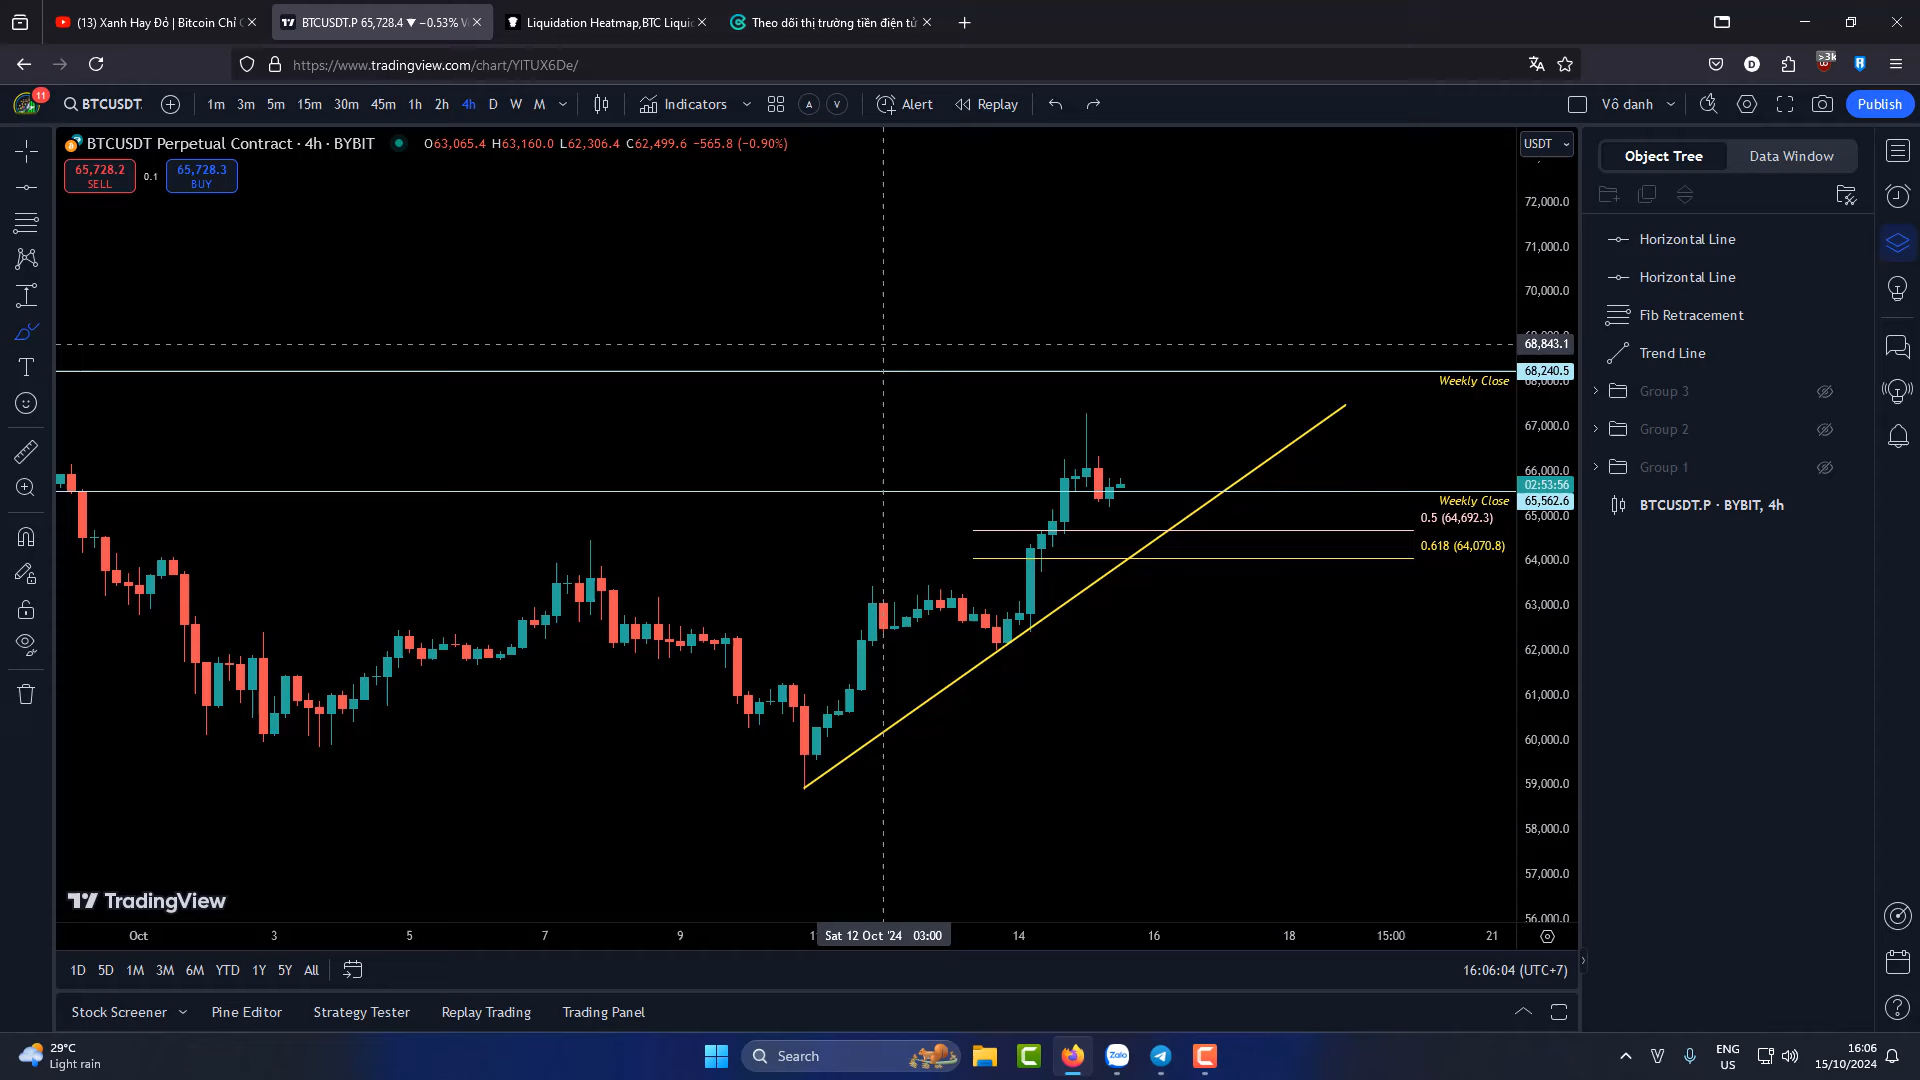 (13) Xanh Hay Đỏ | Bitcoin Chỉ
BTCUSDT.P 65,728.4 ▼ −0.53%
Liquidation Heatmap,BTC Liqui
Theo dõi thị trường tiền điện tử
https://www.tradingview.com/chart/YlTUX6De/
>3k
11
BTCUSDT.
1m 3m 5m 15m 30m 45m 1h 2h 4h D W M
Indicators
A
V
Alert
Replay
Vô danh
Publish
BTCUSDT Perpetual Contract · 4h · BYBIT
O63,065.4 H63,160.0 L62,306.4 C62,499.6 −565.8 (−0.90%)
65,728.2
SELL
0.1
65,728.3
BUY
USDT
72,000.0
71,000.0
70,000.0
68,843.1
68,240.5
Weekly Close
68,000.0
67,000.0
66,000.0
02:53:56
65,562.6
Weekly Close
65,000.0
0.5 (64,692.3)
0.618 (64,070.8)
64,000.0
63,000.0
62,000.0
61,000.0
60,000.0
59,000.0
58,000.0
57,000.0
56,000.0
TradingView
Oct 3 5 7 9 Sat 12 Oct '24 03:00 14 16 18 15:00 21
1D 5D 1M 3M 6M YTD 1Y 5Y All
16:06:04 (UTC+7)
Stock Screener
Pine Editor
Strategy Tester
Replay Trading
Trading Panel
Object Tree
Data Window
Horizontal Line
Horizontal Line
Fib Retracement
Trend Line
Group 3
Group 2
Group 1
BTCUSDT.P · BYBIT, 4h
29°C
Light rain
Search
Zalo
ENG
US
16:06
15/10/2024